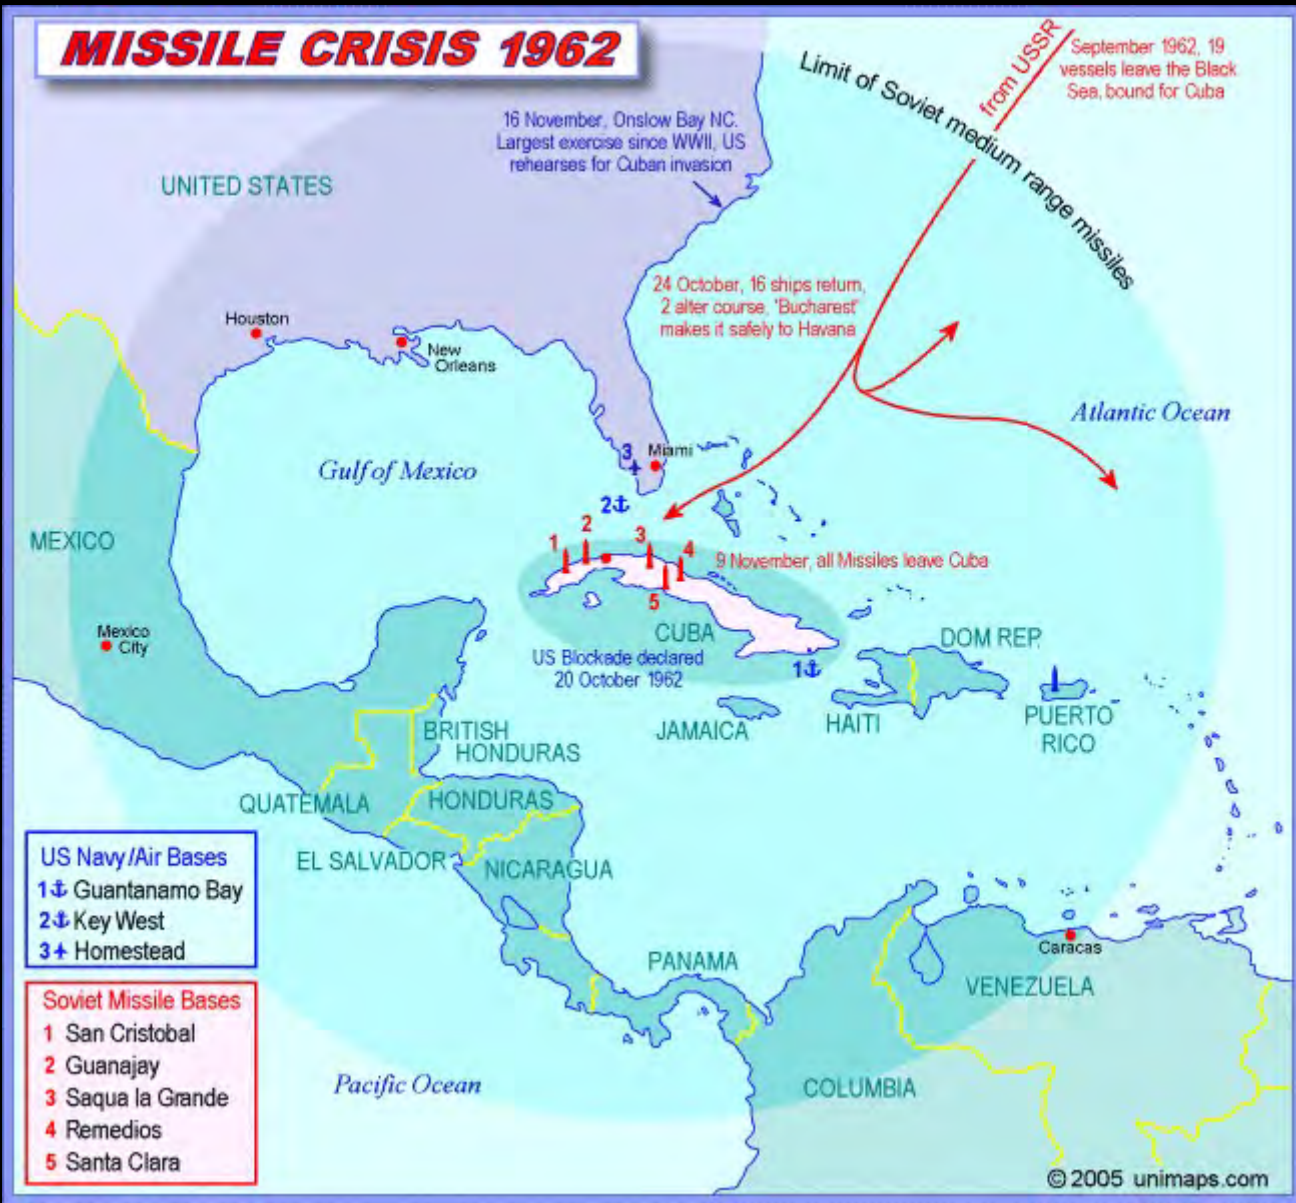 MISSILE CRISIS 1962
Limit of Soviet medium range missiles
from USSR
September 1962, 19
vessels leave the Black
Sea, bound for Cuba
16 November, Onslow Bay NC.
Largest exercise since WWII, US
rehearses for Cuban invasion
UNITED STATES
24 October, 16 ships return,
2 alter course, 'Bucharest'
makes it safely to Havana
Houston
New
Orleans
Atlantic Ocean
Gulf of Mexico
3
Miami
2
MEXICO
1
2
3
4
5
9 November, all Missiles leave Cuba
Mexico
City
CUBA
US Blockade declared
20 October 1962
1
DOM REP.
JAMAICA
HAITI
PUERTO
RICO
BRITISH
HONDURAS
QUATEMALA
HONDURAS
EL SALVADOR
NICARAGUA
US Navy/Air Bases
1 Guantanamo Bay
2 Key West
3 Homestead
PANAMA
Caracas
VENEZUELA
Soviet Missile Bases
1 San Cristobal
2 Guanajay
3 Saqua la Grande
4 Remedios
5 Santa Clara
Pacific Ocean
COLUMBIA
© 2005 unimaps.com